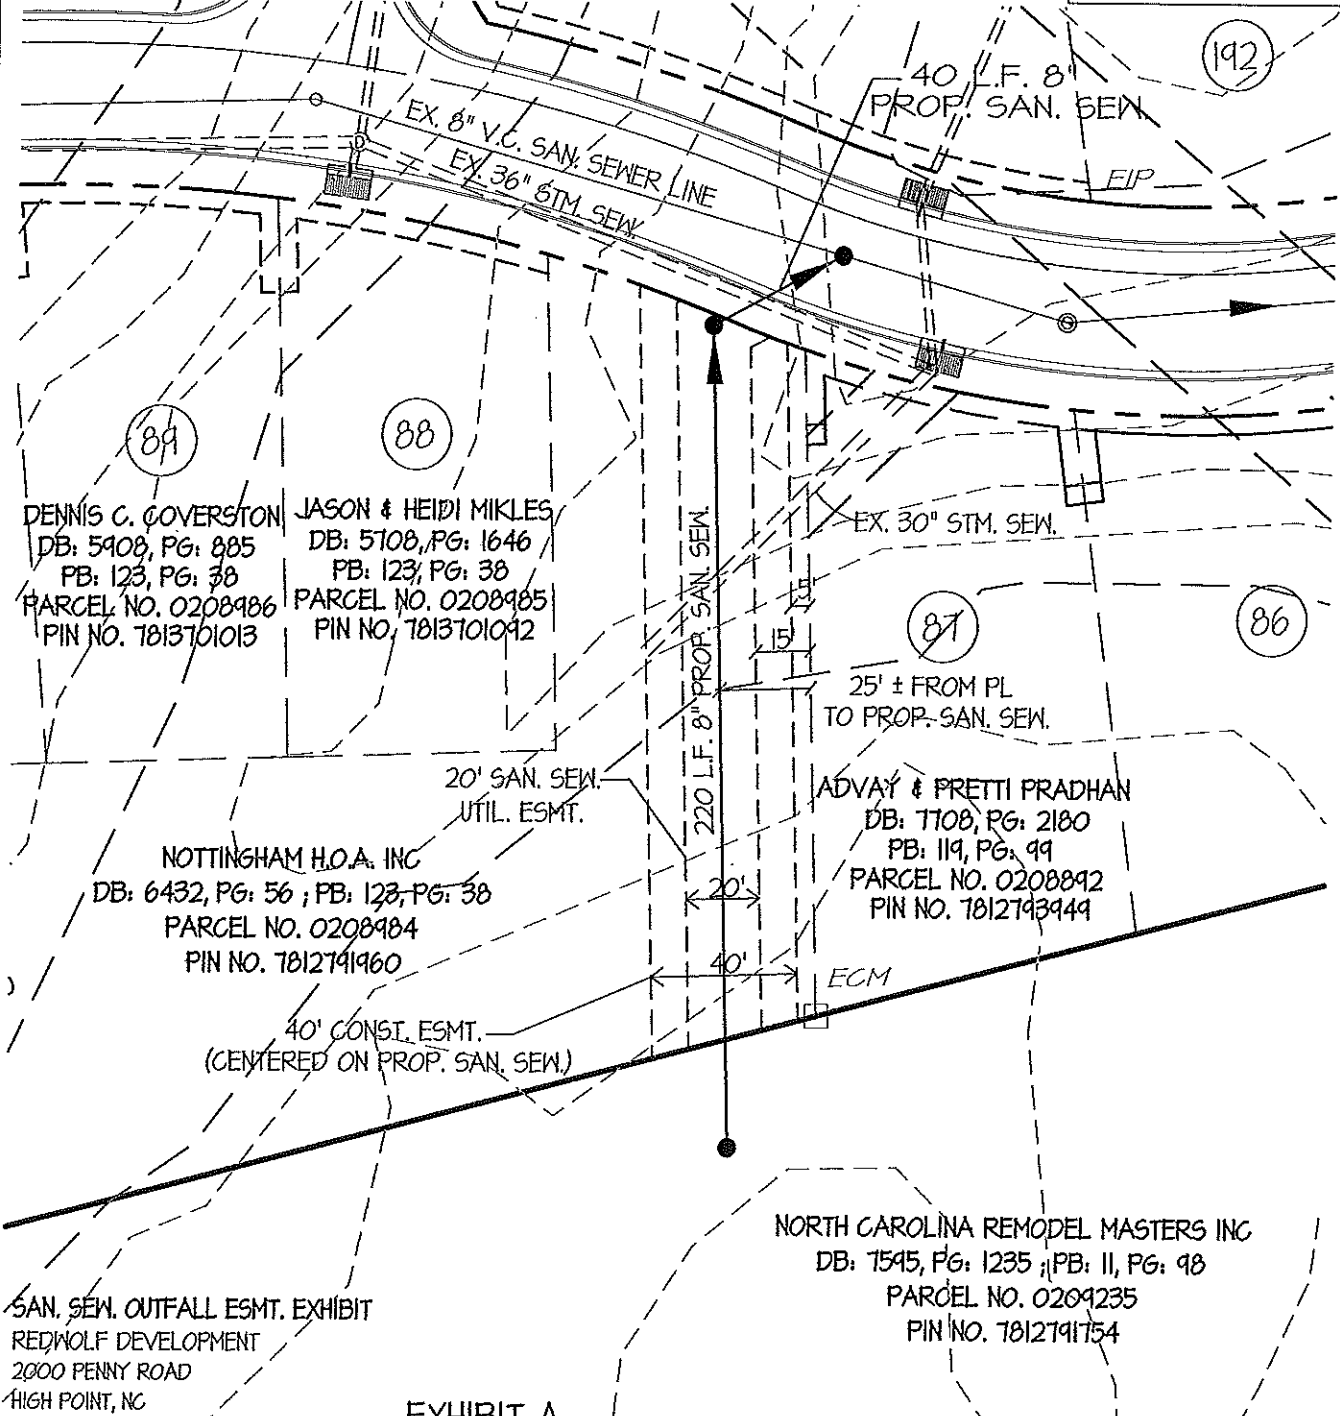 192
40 L.F. 8"
PROP. SAN. SEW.
EX. 8" V.C. SAN. SEWER LINE
EX. 36" STM. SEW.
EIP
D
89
88
DENNIS C. COVERSTON
DB: 5908, PG: 885
PB: 123, PG: 38
PARCEL NO. 0208986
PIN NO. 7813701013
JASON & HEIDI MIKLES
DB: 5708, PG: 1646
PB: 123, PG: 38
PARCEL NO. 0208985
PIN NO. 7813701092
EX. 30" STM. SEW.
220 L.F. 8" PROP. SAN. SEW.
5'
15'
87
86
25' ± FROM PL
TO PROP. SAN. SEW.
20' SAN. SEW.
UTIL. ESMT.
ADVAY & PRETTI PRADHAN
DB: 7708, PG: 2180
PB: 119, PG: 99
PARCEL NO. 0208892
PIN NO. 7812793949
NOTTINGHAM H.O.A. INC
DB: 6432, PG: 56 ; PB: 123, PG: 38
PARCEL NO. 0208984
PIN NO. 7812791960
20'
40'
ECM
40' CONST. ESMT.
(CENTERED ON PROP. SAN. SEW.)
NORTH CAROLINA REMODEL MASTERS INC
DB: 7595, PG: 1235 ; PB: 11, PG: 98
PARCEL NO. 0209235
PIN NO. 7812791754
SAN. SEW. OUTFALL ESMT. EXHIBIT
REDWOLF DEVELOPMENT
2000 PENNY ROAD
HIGH POINT, NC
EXHIBIT A